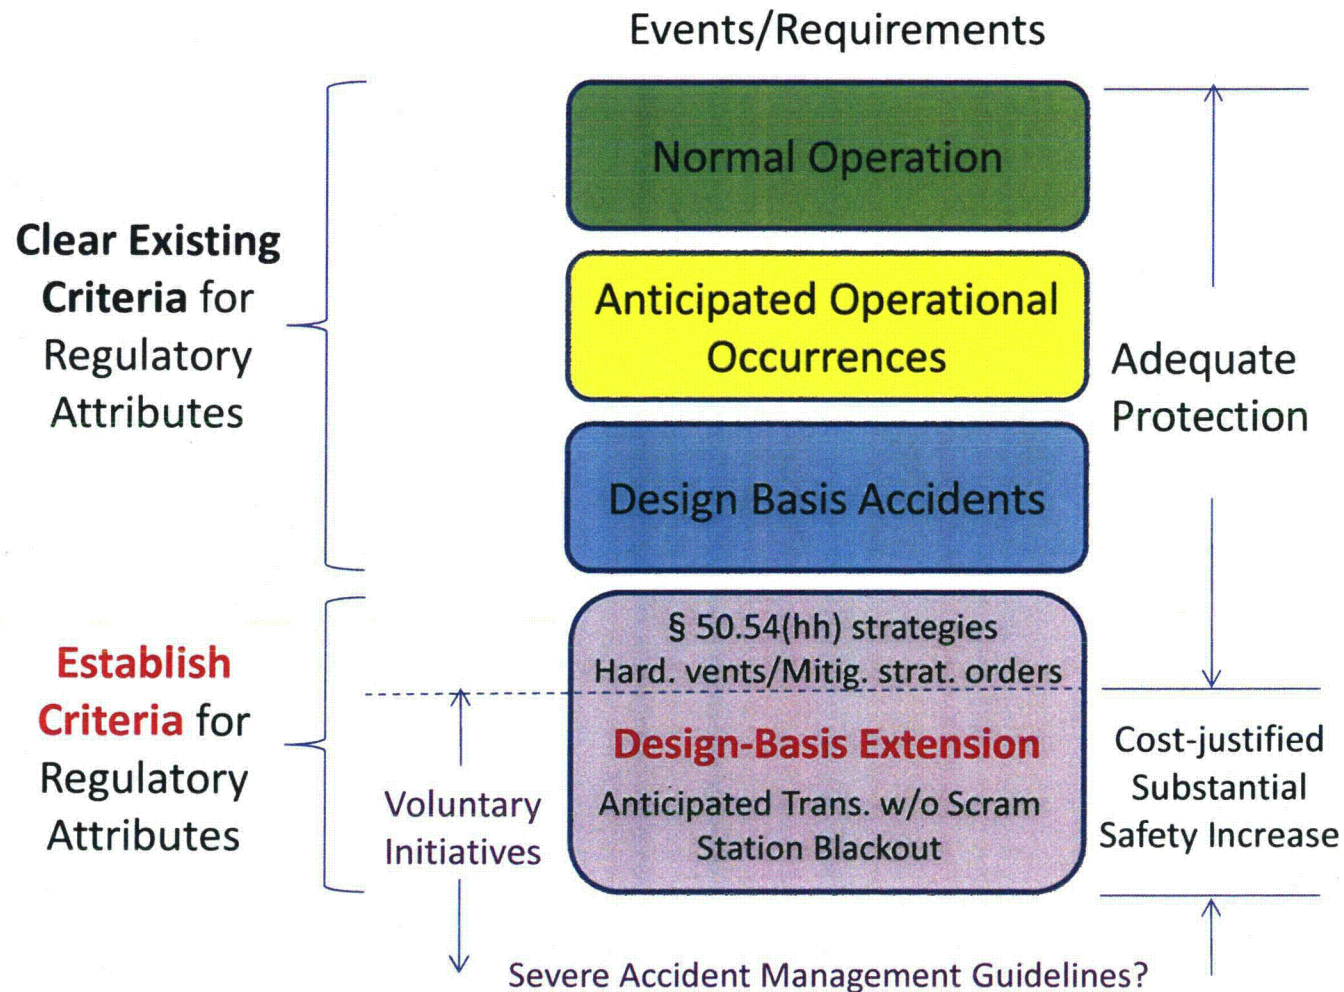 Events/Requirements
Normal Operation
Clear Existing
Criteria for
Regulatory
Attributes
Anticipated Operational
Occurrences
Adequate
Protection
Design Basis Accidents
§ 50.54(hh) strategies
Hard. vents/Mitig. strat. orders
Establish
Criteria for
Regulatory
Attributes
Design-Basis Extension
Anticipated Trans. w/o Scram
Station Blackout
Voluntary
Initiatives
Cost-justified
Substantial
Safety Increase
Severe Accident Management Guidelines?